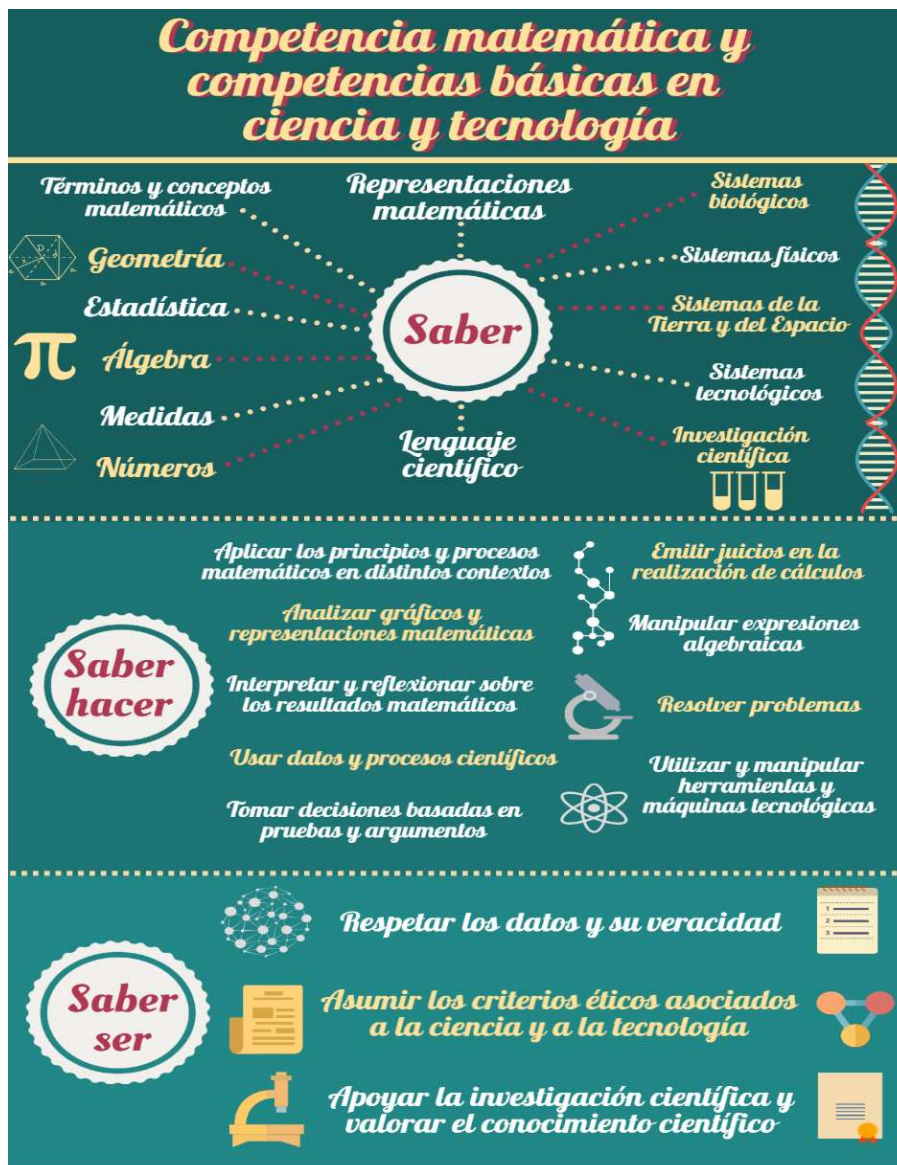 Competencia matemática y
competencias básicas en
ciencia y tecnología
Términos y conceptos
matemáticos
Geometría
Estadística
Álgebra
π
Medidas
Números
Representaciones
matemáticas
Saber
Lenguaje
científico
Sistemas
biológicos
Sistemas físicos
Sistemas de la
Tierra y del Espacio
Sistemas
tecnológicos
Investigación
científica
Saber
hacer
Aplicar los principios y procesos
matemáticos en distintos contextos
Analizar gráficos y
representaciones matemáticas
Interpretar y reflexionar sobre
los resultados matemáticos
Usar datos y procesos científicos
Tomar decisiones basadas en
pruebas y argumentos
Emitir juicios en la
realización de cálculos
Manipular expresiones
algebraicas
Resolver problemas
Utilizar y manipular
herramientas y
máquinas tecnológicas
Saber
ser
Respetar los datos y su veracidad
1
2
3
Asumir los criterios éticos asociados
a la ciencia y a la tecnología
Apoyar la investigación científica y
valorar el conocimiento científico